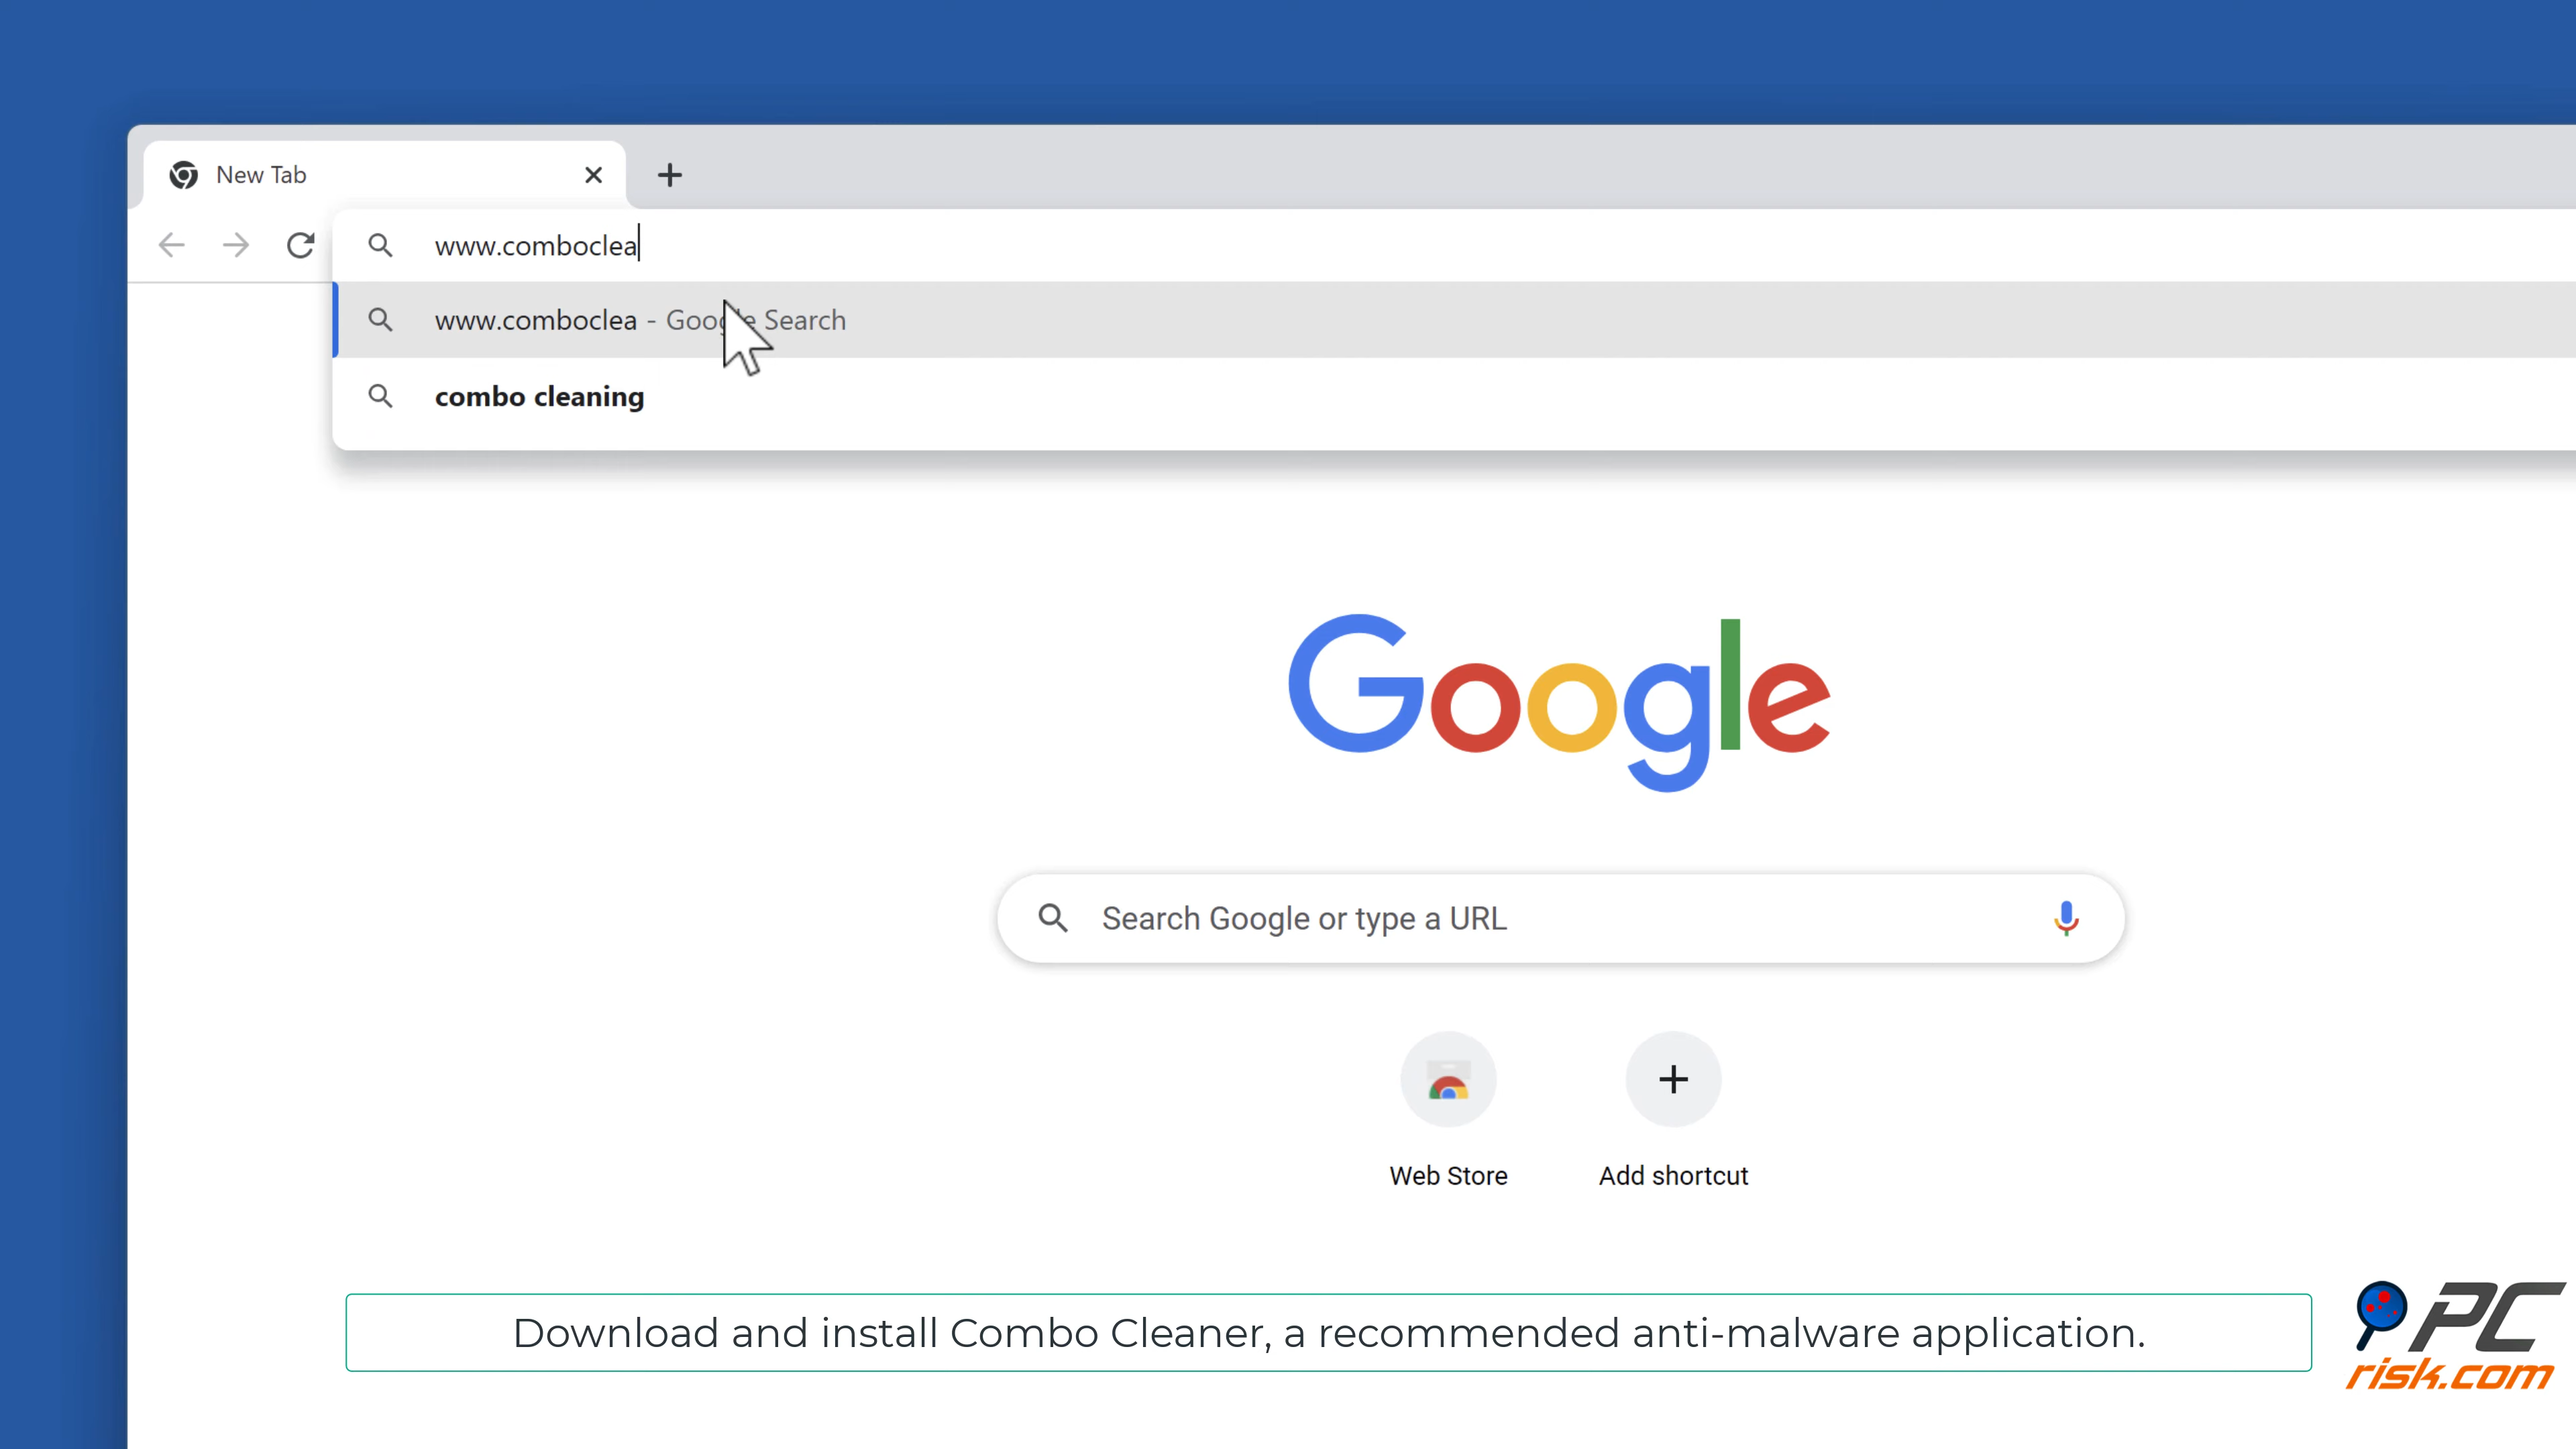 New Tab
www.comboclea
www.comboclea - Google Search
combo cleaning
Google
Search Google or type a URL
Web Store
Add shortcut
Download and install Combo Cleaner, a recommended anti-malware application.
PC
risk.com